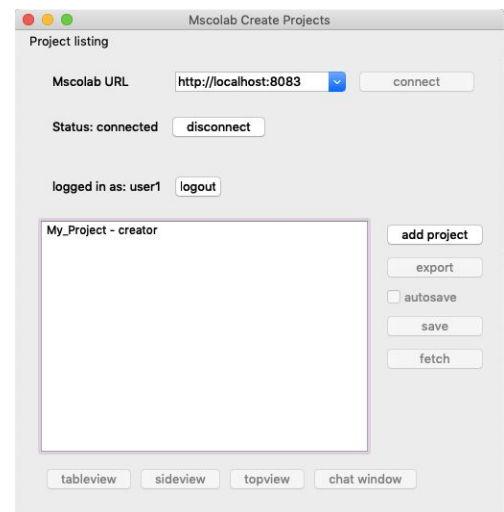 Mscolab Create Projects
Project listing
Mscolab URL http://localhost:8083 connect
Status: connected disconnect
logged in as: user1 logout
My_Project - creator
add project
export
autosave
save
fetch
tableview sideview topview chat window